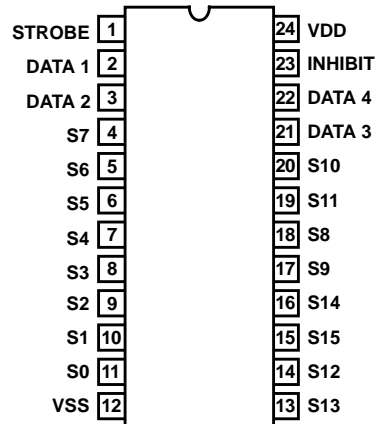 STROBE 1 24 VDD
DATA 1 2 23 INHIBIT
DATA 2 3 22 DATA 4
S7 4 21 DATA 3
S6 5 20 S10
S5 6 19 S11
S4 7 18 S8
S3 8 17 S9
S2 9 16 S14
S1 10 15 S15
S0 11 14 S12
VSS 12 13 S13